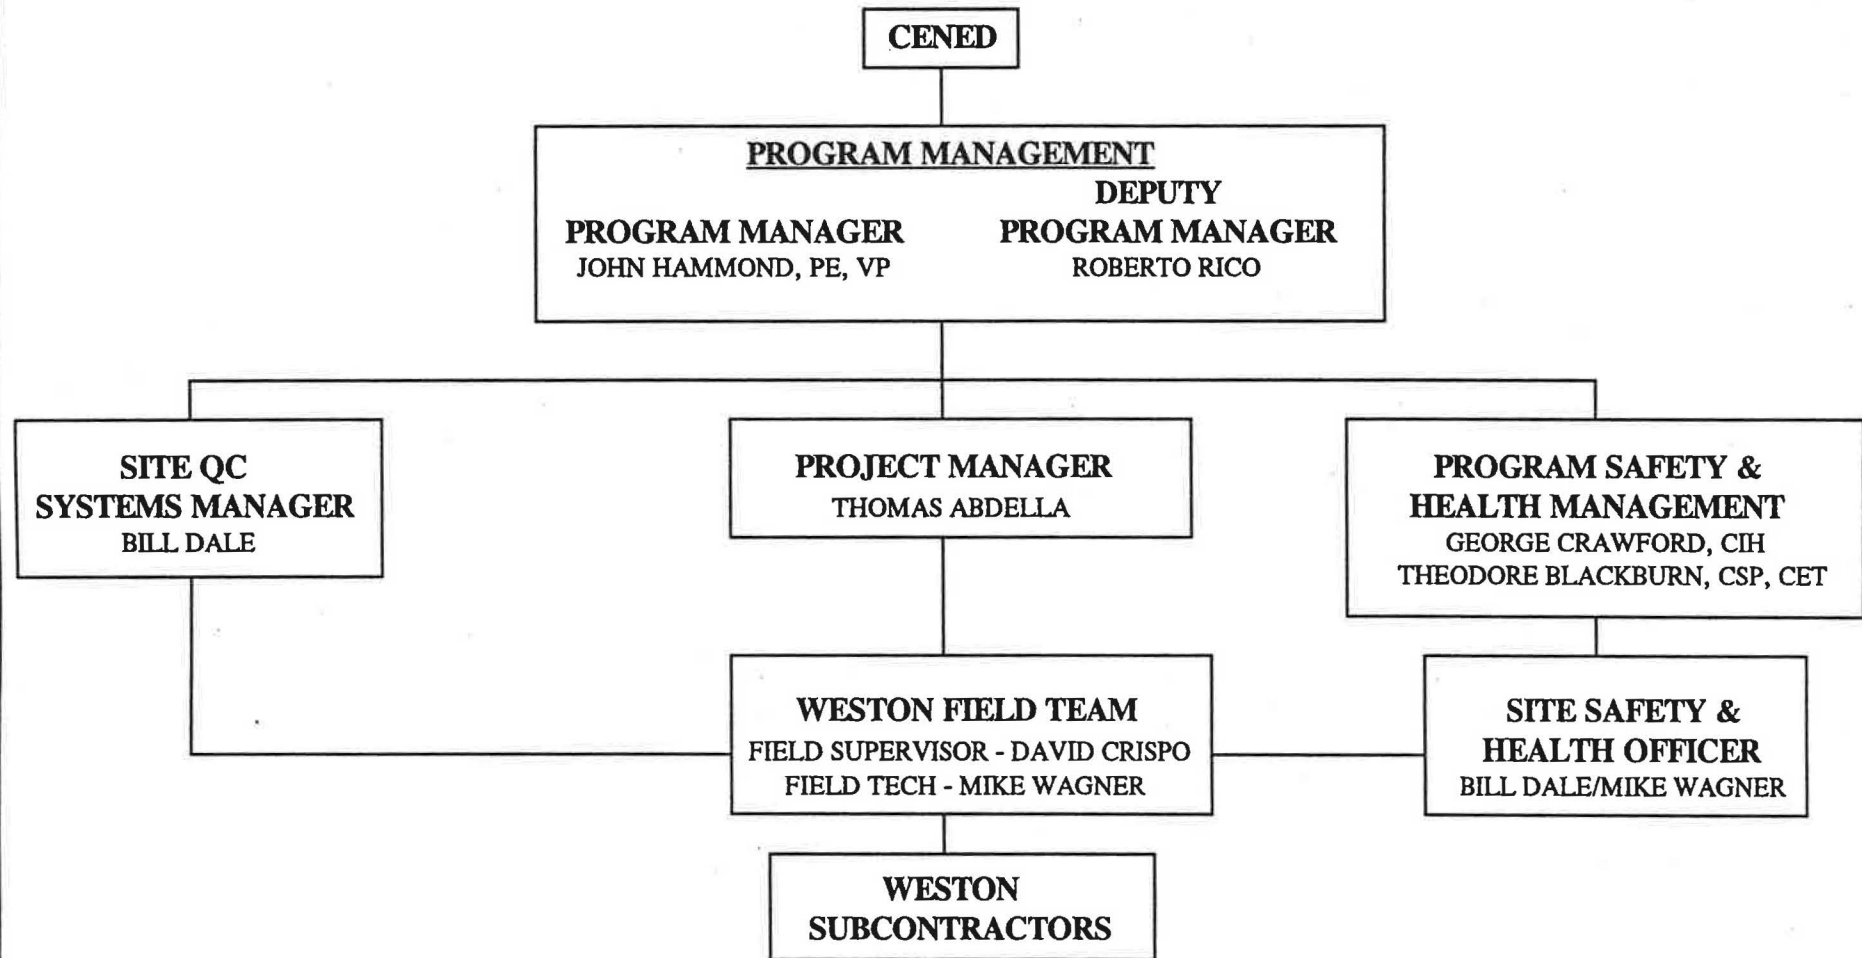 CENED
PROGRAM MANAGEMENT
PROGRAM MANAGER
JOHN HAMMOND, PE, VP
DEPUTY
PROGRAM MANAGER
ROBERTO RICO
SITE QC
SYSTEMS MANAGER
BILL DALE
PROJECT MANAGER
THOMAS ABDELLA
PROGRAM SAFETY &
HEALTH MANAGEMENT
GEORGE CRAWFORD, CIH
THEODORE BLACKBURN, CSP, CET
WESTON FIELD TEAM
FIELD SUPERVISOR - DAVID CRISPO
FIELD TECH - MIKE WAGNER
SITE SAFETY &
HEALTH OFFICER
BILL DALE/MIKE WAGNER
WESTON
SUBCONTRACTORS